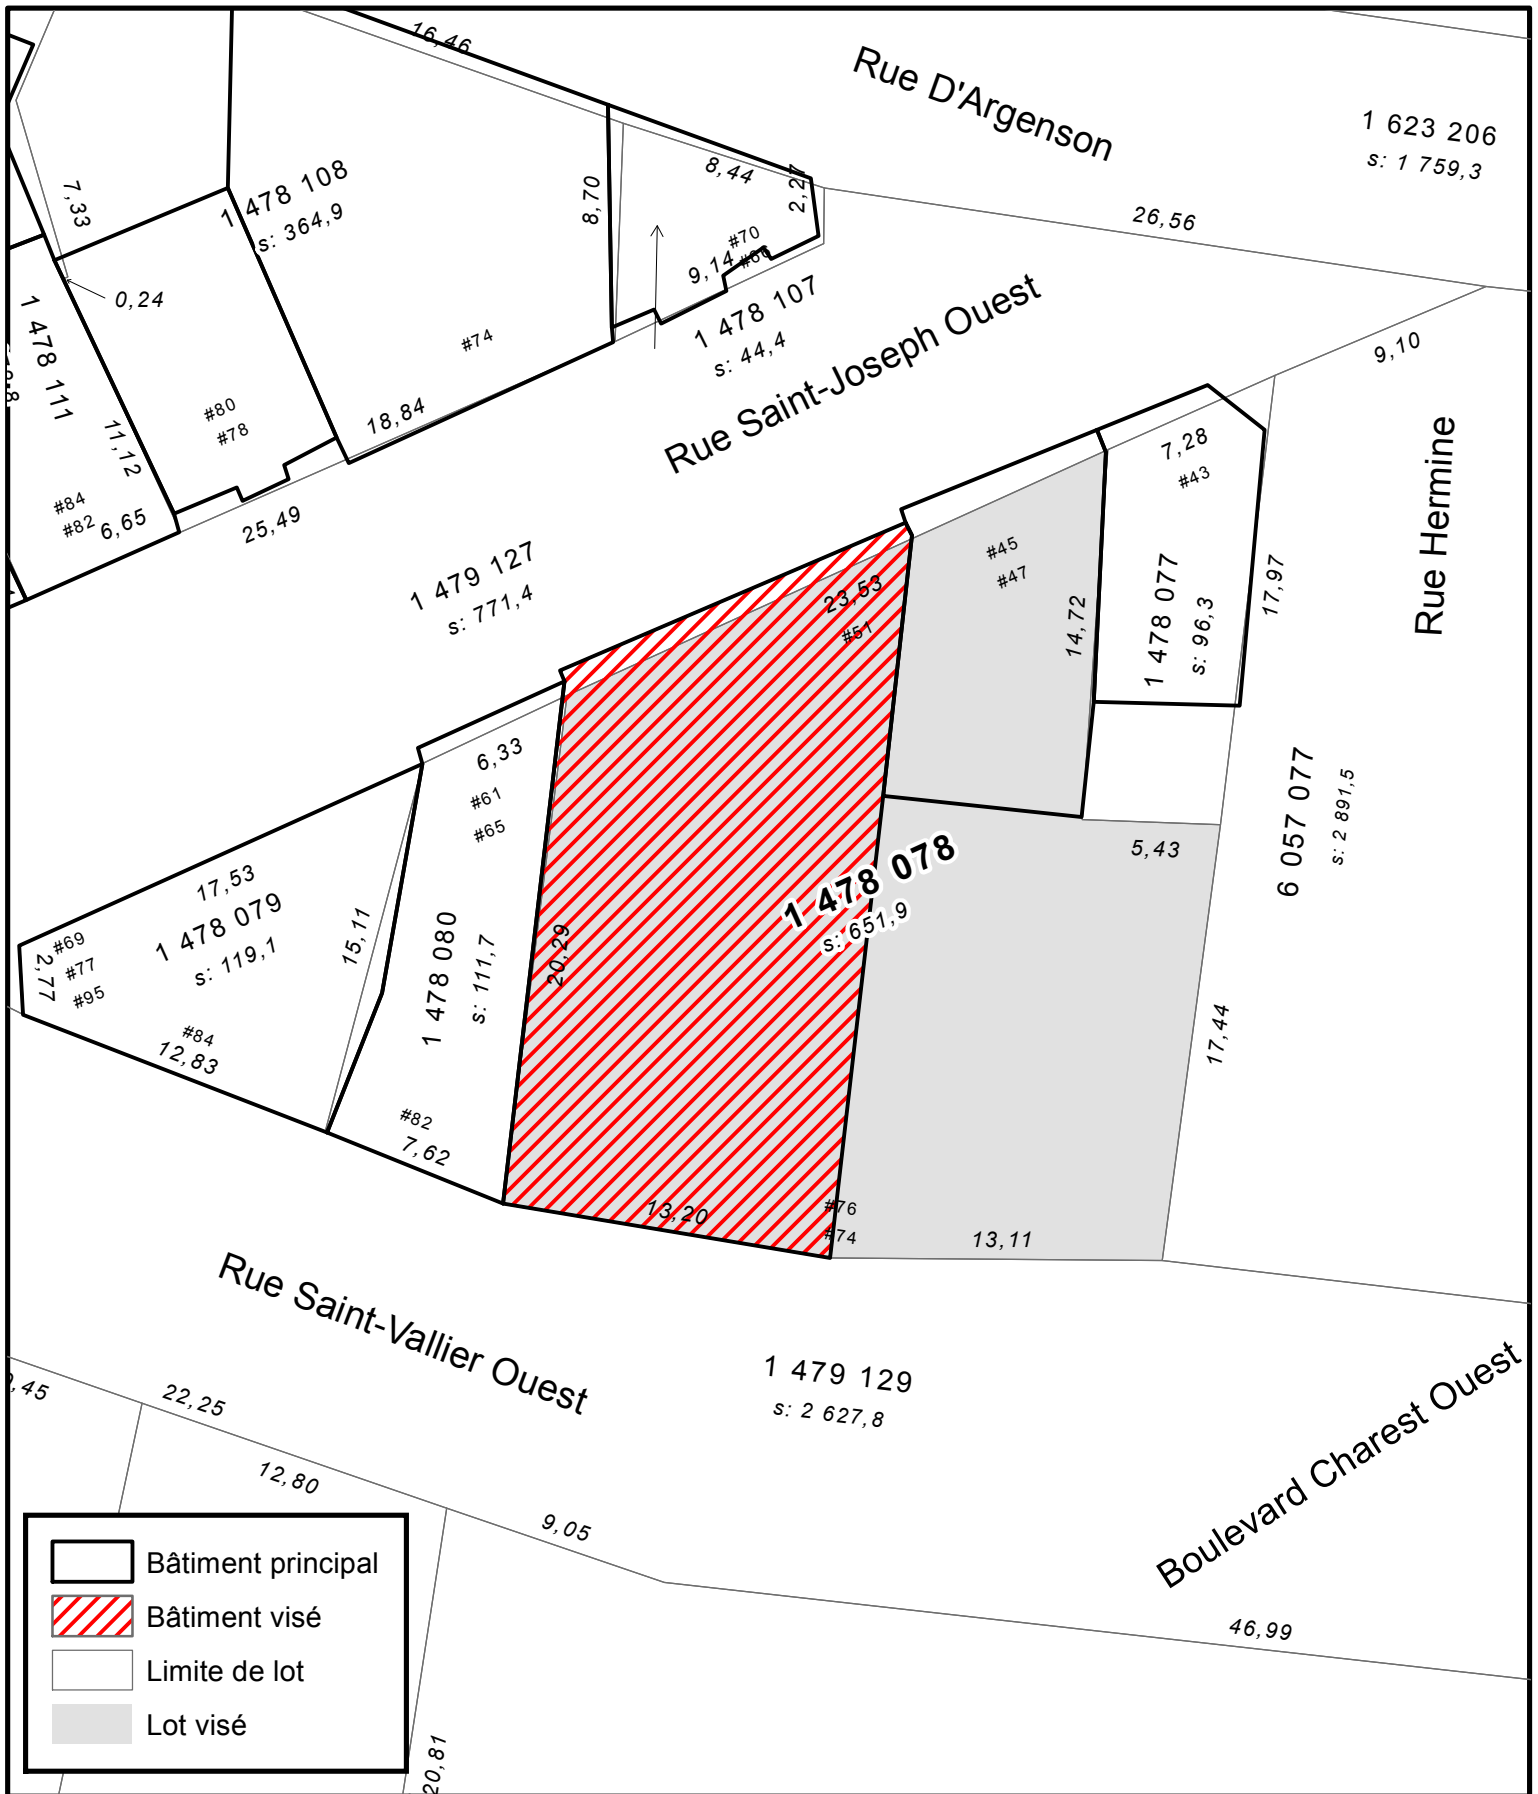 16,46
Rue D'Argenson
1 623 206
s: 1 759,3
7,33
1 478 108
s: 364,9
8,70
8,44
2,27
26,56
#70
9,14
0,24
1 478 107
s: 44,4
Rue Saint-Joseph Ouest
1 478 111
#74
9,10
#80
#78
18,84
11,12
#84
#82
6,65
25,49
7,28
#43
Rue Hermine
1 479 127
s: 771,4
#45
#47
23,53
#51
14,72
1 478 077
s: 96,3
17,97
6,33
#61
#65
6 057 077
s: 2 891,5
5,43
1 478 078
s: 651,9
17,53
1 478 079
s: 119,1
15,11
1 478 080
s: 111,7
20,29
#69
#77
#95
2,77
#84
12,83
17,44
#82
7,62
13,20
#76
#74
13,11
Rue Saint-Vallier Ouest
1 479 129
s: 2 627,8
Boulevard Charest Ouest
,45
22,25
12,80
9,05
46,99
20,81
Bâtiment principal
Bâtiment visé
Limite de lot
Lot visé